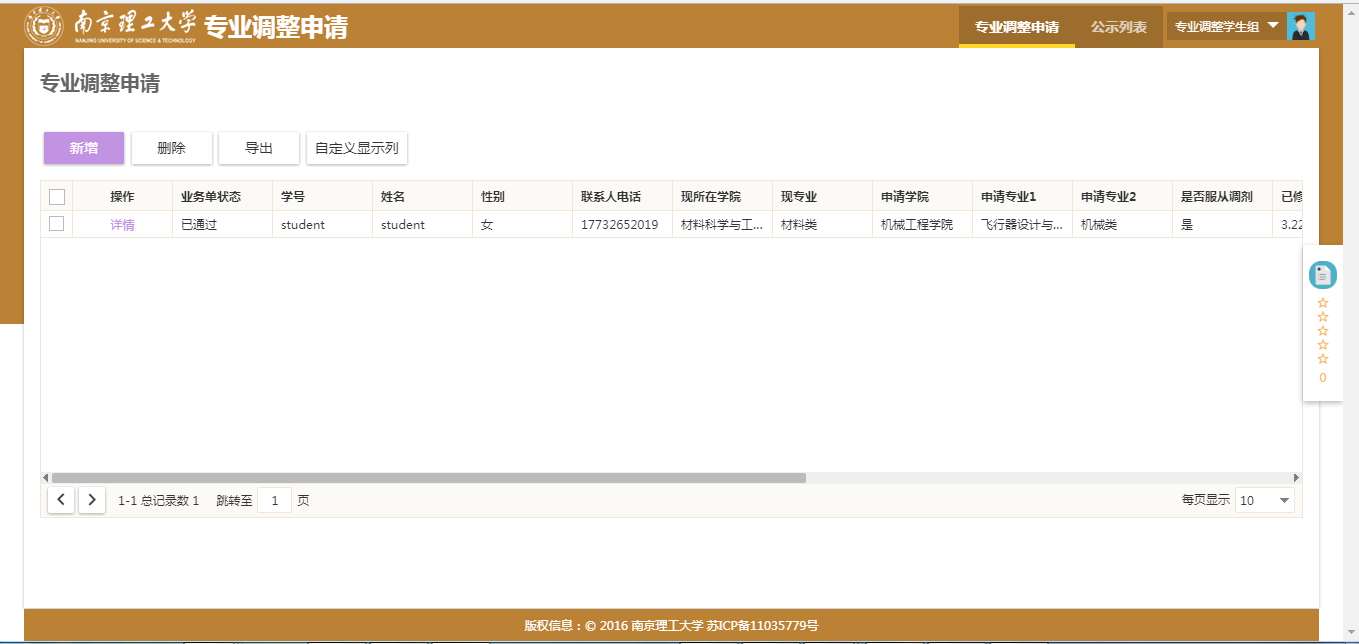 南京理工大学 专业调整申请 专业调整申请 公示列表 专业调整学生组
NANJING UNIVERSITY OF SCIENCE & TECHNOLOGY
专业调整申请
新增 删除 导出 自定义显示列
操作 业务单状态 学号 姓名 性别 联系人电话 现所在学院 现专业 申请学院 申请专业1 申请专业2 是否服从调剂 已修
详情 已通过 student student 女 17732652019 材料科学与工... 材料类 机械工程学院 飞行器设计与... 机械类 是 3.22
0
1-1 总记录数 1 跳转至 1 页 每页显示 10
版权信息：© 2016 南京理工大学 苏ICP备11035779号